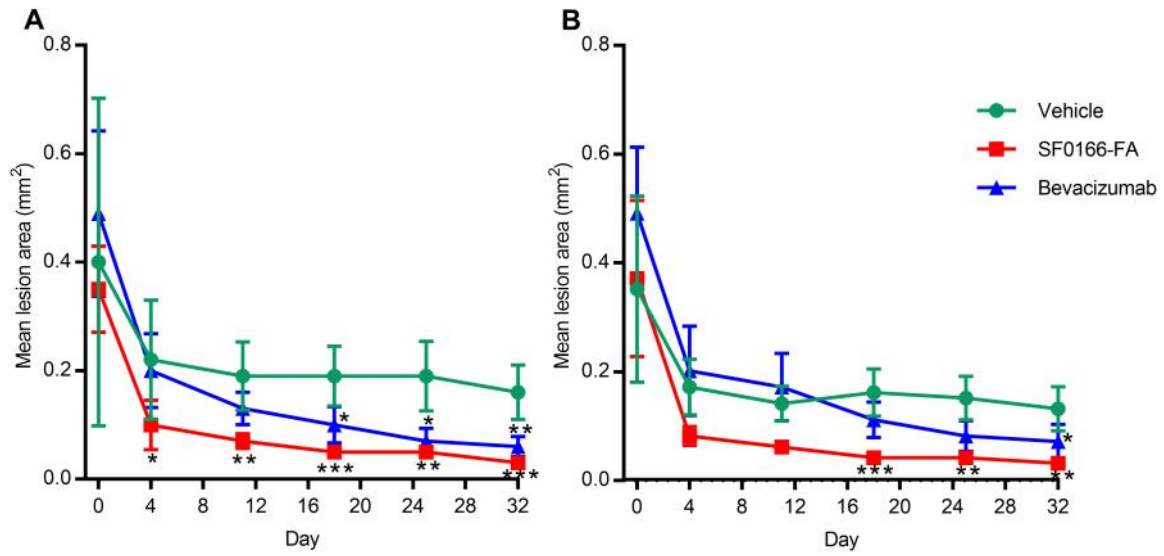 A
Mean lesion area (mm²)
0.8
0.6
0.4
0.2
0.0
* ** *** ** ***
* * **
0 4 8 12 16 20 24 28 32
Day
B
Mean lesion area (mm²)
0.8
0.6
0.4
0.2
0.0
*** ** **
*
0 4 8 12 16 20 24 28 32
Day
Vehicle
SF0166-FA
Bevacizumab